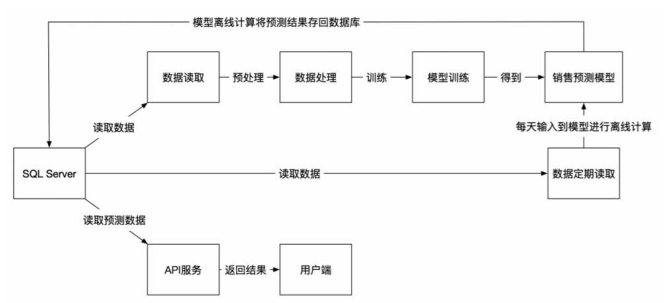 模型离线计算将预测结果存回数据库
数据读取
预处理
数据处理
训练
模型训练
得到
销售预测模型
读取数据
每天输入到模型进行离线计算
SQL Server
读取数据
数据定期读取
读取预测数据
API服务
返回结果
用户端